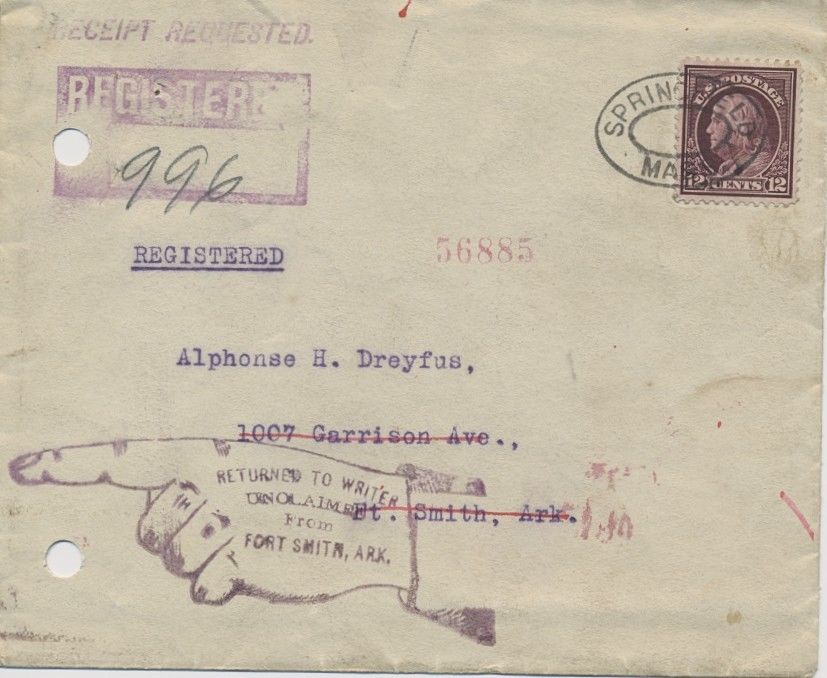 RECEIPT REQUESTED.
REGISTERED
996
U.S. POSTAGE
12 CENTS 12
SPRINGFIELD
MASS
REGISTERED
56885
Alphonse H. Dreyfus,
1007 Garrison Ave.,
Ft. Smith, Ark.
RETURNED TO WRITER
UNCLAIMED
From
FORT SMITH, ARK.